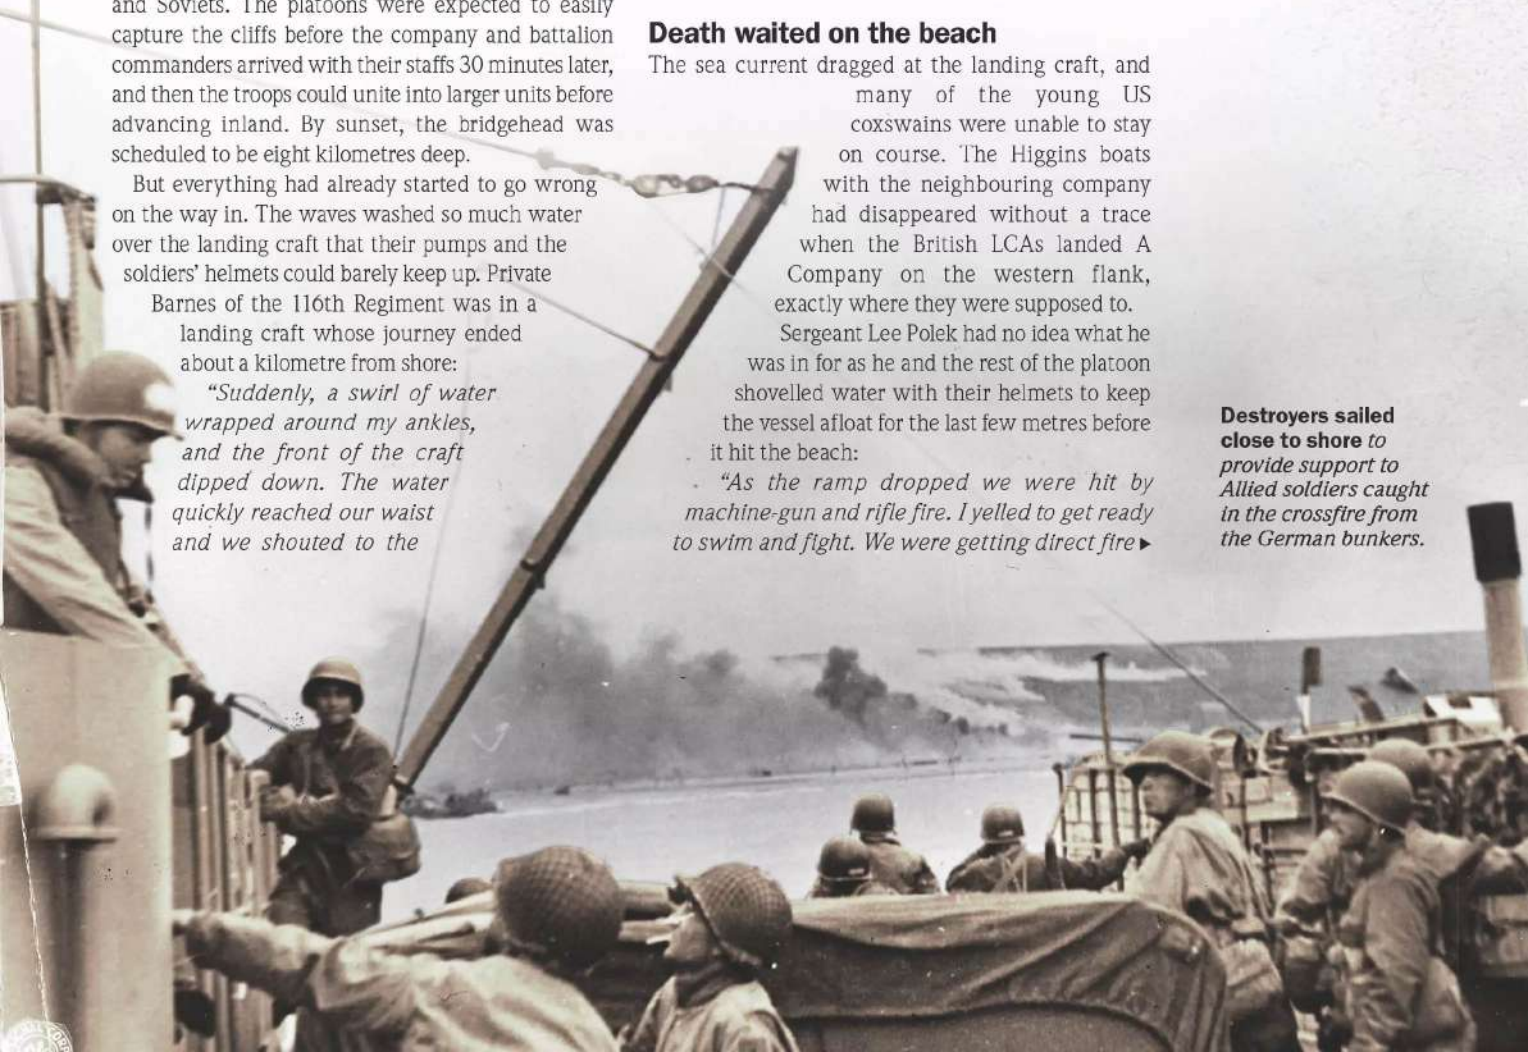 and Soviets. The platoons were expected to easily
capture the cliffs before the company and battalion
commanders arrived with their staffs 30 minutes later,
and then the troops could unite into larger units before
advancing inland. By sunset, the bridgehead was
scheduled to be eight kilometres deep.
But everything had already started to go wrong
on the way in. The waves washed so much water
over the landing craft that their pumps and the
soldiers' helmets could barely keep up. Private
Barnes of the 116th Regiment was in a
landing craft whose journey ended
about a kilometre from shore:
"Suddenly, a swirl of water
wrapped around my ankles,
and the front of the craft
dipped down. The water
quickly reached our waist
and we shouted to the
Death waited on the beach
The sea current dragged at the landing craft, and
many of the young US
coxswains were unable to stay
on course. The Higgins boats
with the neighbouring company
had disappeared without a trace
when the British LCAs landed A
Company on the western flank,
exactly where they were supposed to.
Sergeant Lee Polek had no idea what he
was in for as he and the rest of the platoon
shovelled water with their helmets to keep
the vessel afloat for the last few metres before
it hit the beach:
"As the ramp dropped we were hit by
machine-gun and rifle fire. I yelled to get ready
to swim and fight. We were getting direct fire ▶
Destroyers sailed
close to shore to
provide support to
Allied soldiers caught
in the crossfire from
the German bunkers.